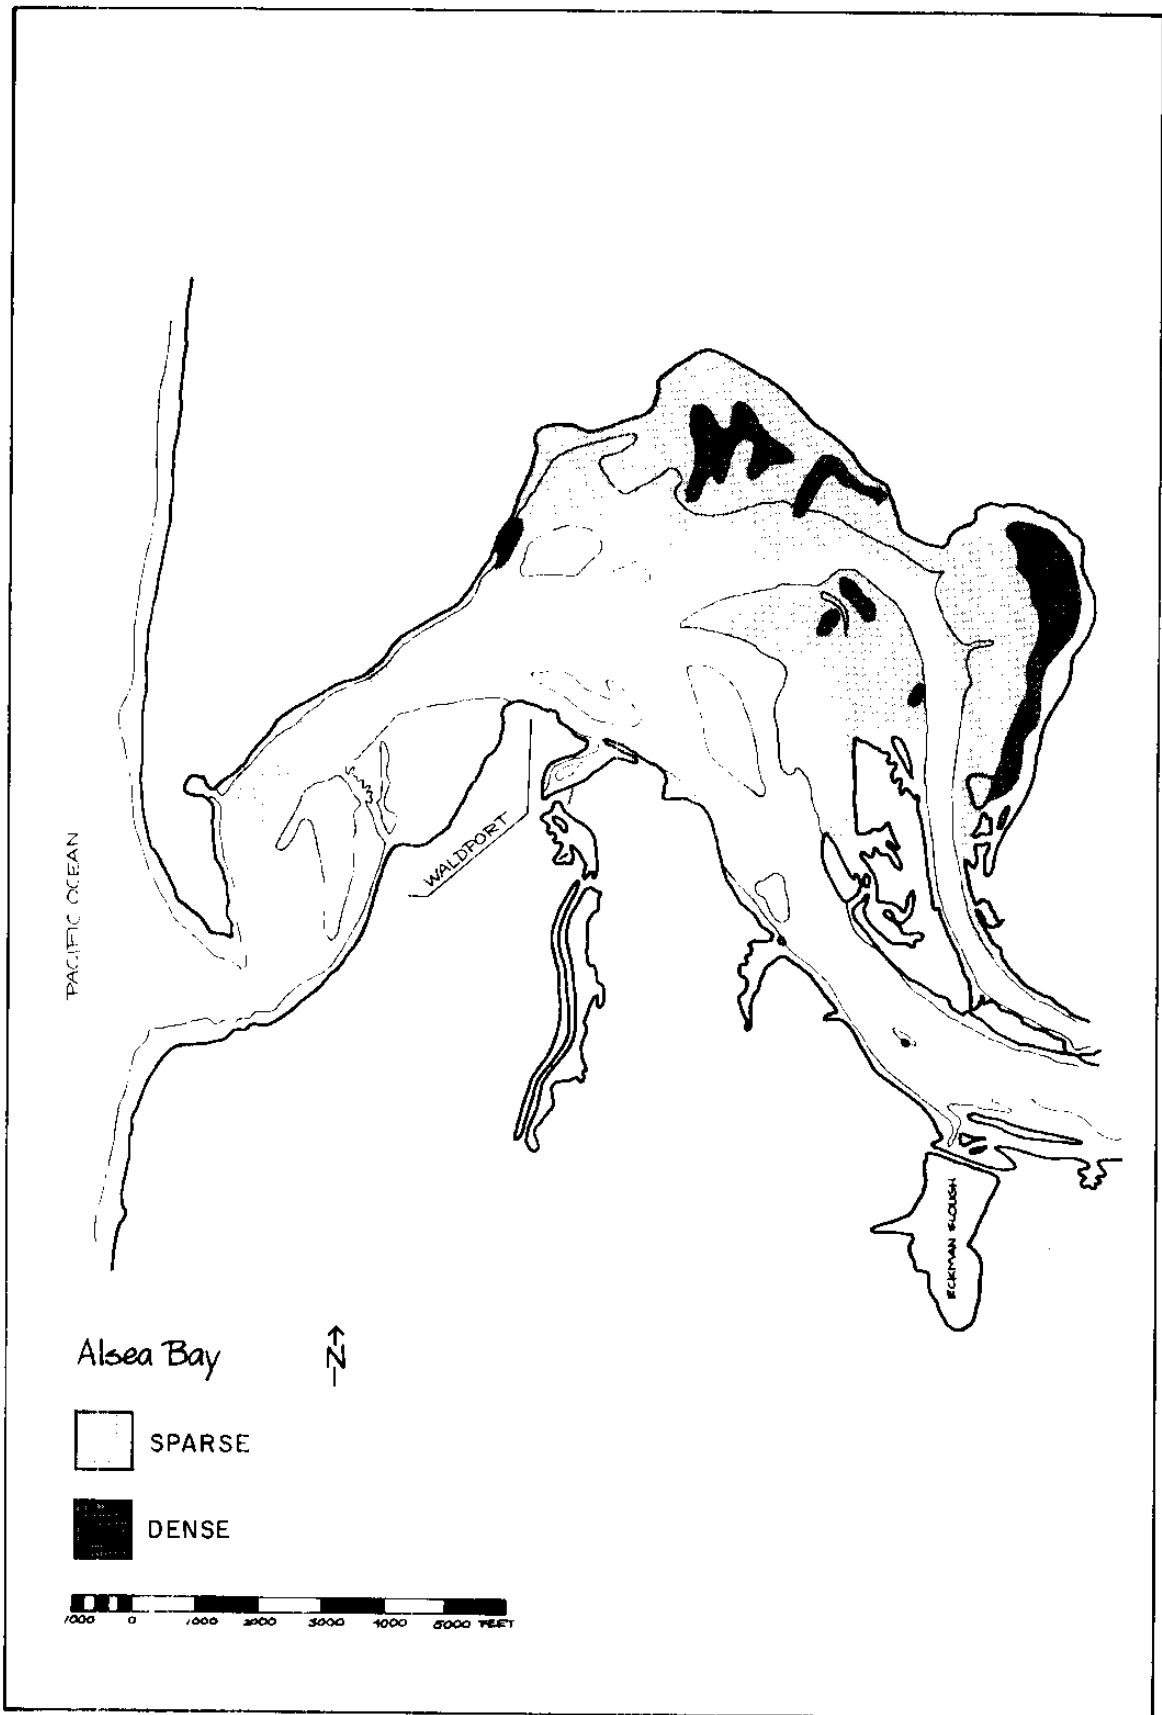 PACIFIC OCEAN
WALDPORT
ECKMAN SLOUGH
Alsea Bay
N
SPARSE
DENSE
1000 0 1000 2000 3000 4000 5000 FEET